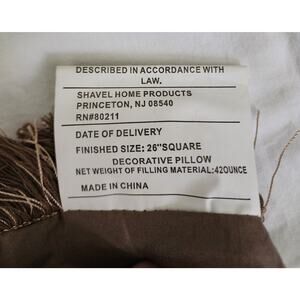 DESCRIBED IN ACCORDANCE WITH
LAW.
SHAVEL HOME PRODUCTS
PRINCETON, NJ 08540
RN#80211
DATE OF DELIVERY
FINISHED SIZE: 26"SQUARE
DECORATIVE PILLOW
NET WEIGHT OF FILLING MATERIAL:42OUNCE
MADE IN CHINA